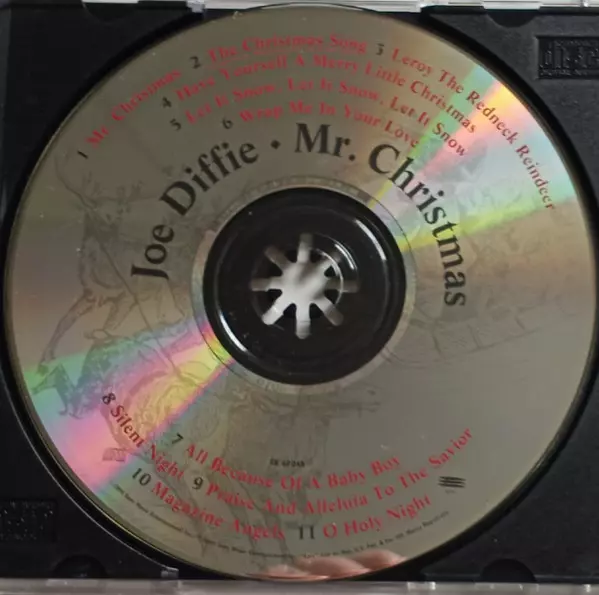 1 Mr. Christmas 2 The Christmas Song 3 Leroy The Redneck Reindeer
4 Have Yourself A Merry Little Christmas
5 Let It Snow, Let It Snow, Let It Snow
6 Wrap Me In Your Love
Joe Diffie · Mr. Christmas
7 All Because Of A Baby Boy
8 Silent Night 9 Praise And Alleluia To The Savior
10 Magazine Angels 11 O Holy Night